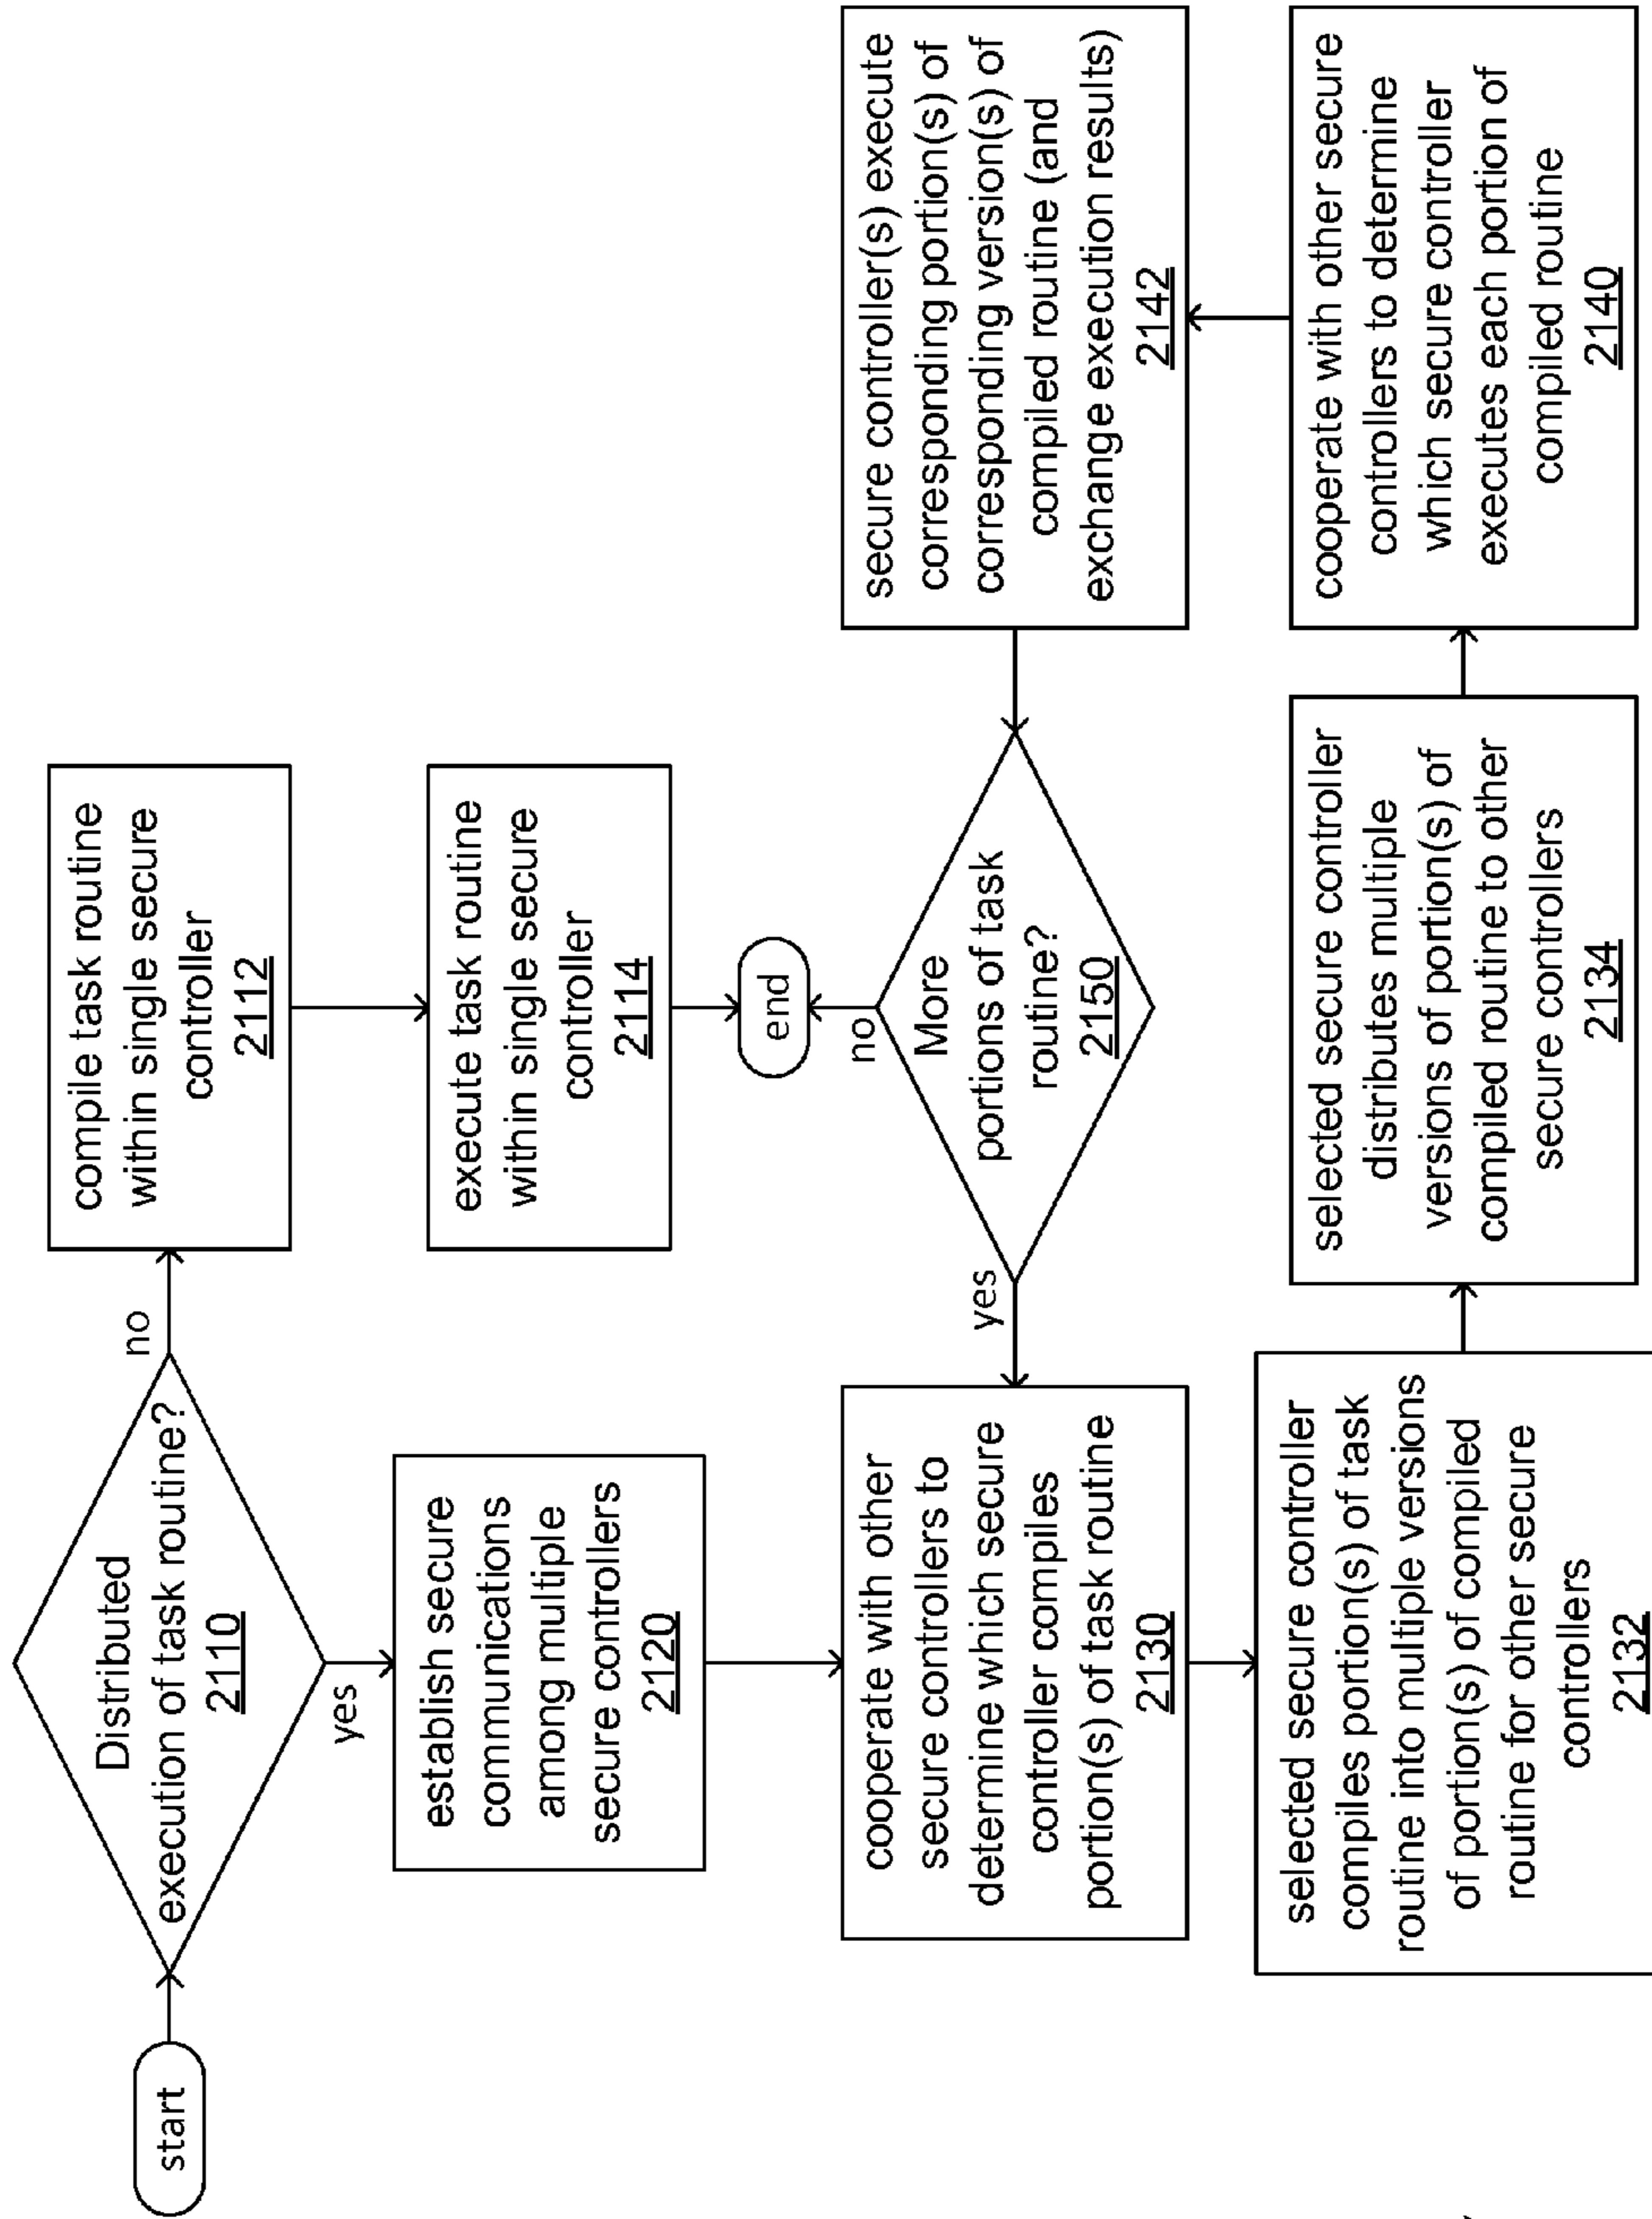 start
Distributed
execution of task routine?
2110
no
compile task routine
within single secure
controller
2112
execute task routine
within single secure
controller
2114
end
yes
establish secure
communications
among multiple
secure controllers
2120
cooperate with other
secure controllers to
determine which secure
controller compiles
portion(s) of task routine
2130
selected secure controller
compiles portion(s) of task
routine into multiple versions
of portion(s) of compiled
routine for other secure
controllers
2132
selected secure controller
distributes multiple
versions of portion(s) of
compiled routine to other
secure controllers
2134
cooperate with other secure
controllers to determine
which secure controller
executes each portion of
compiled routine
2140
secure controller(s) execute
corresponding portion(s) of
corresponding version(s) of
compiled routine (and
exchange execution results)
2142
More
portions of task
routine?
2150
no
yes